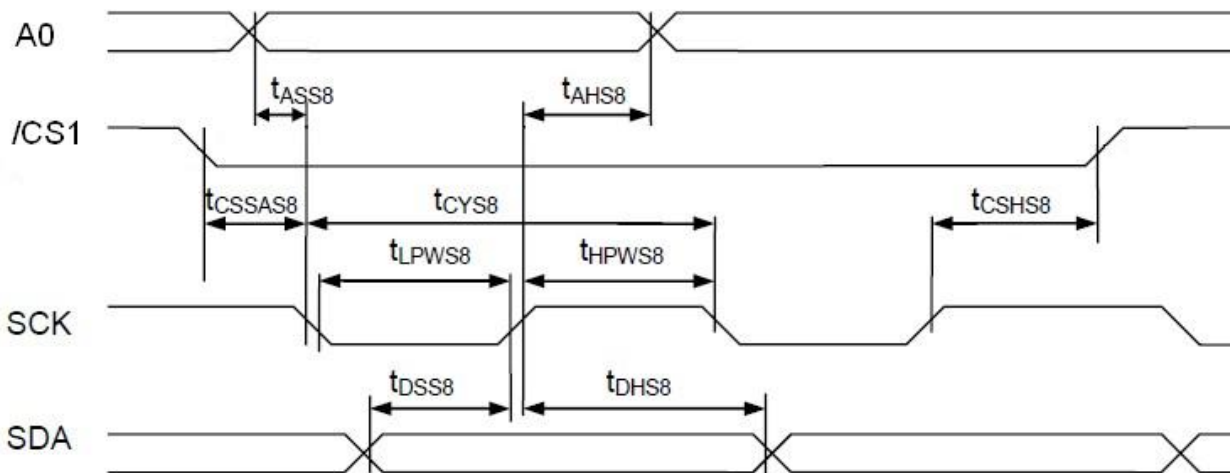 A0
tASS8
tAHS8
/CS1
tCSSAS8
tCYS8
tCSHS8
tLPWS8
tHPWS8
SCK
tDSS8
tDHS8
SDA